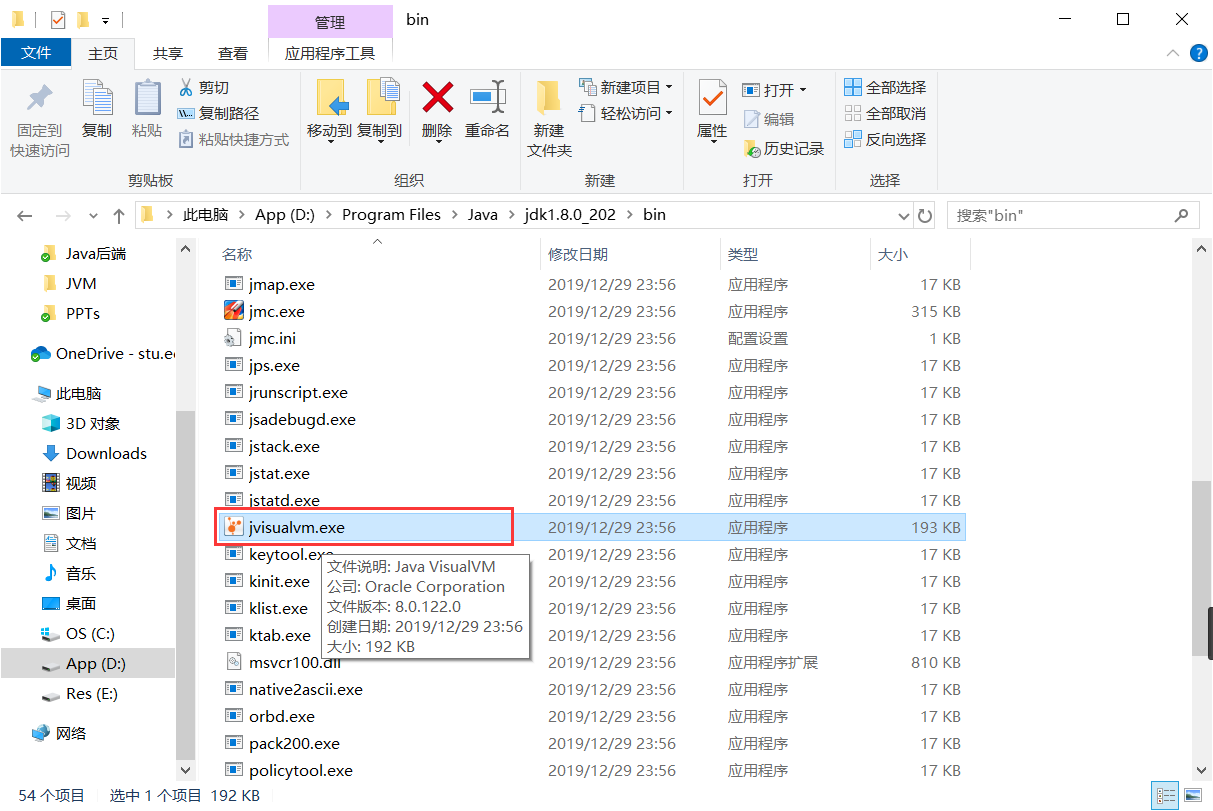 管理
bin
文件
主页
共享
查看
应用程序工具
固定到
快速访问
复制
粘贴
剪切
复制路径
粘贴快捷方式
剪贴板
移动到
复制到
删除
重命名
组织
新建
文件夹
新建项目
轻松访问
新建
属性
打开
编辑
历史记录
打开
全部选择
全部取消
反向选择
选择
此电脑 > App (D:) > Program Files > Java > jdk1.8.0_202 > bin
搜索"bin"
Java后端
JVM
PPTs
OneDrive - stu.e
此电脑
3D 对象
Downloads
视频
图片
文档
音乐
桌面
OS (C:)
App (D:)
Res (E:)
网络
名称 修改日期 类型 大小
jmap.exe 2019/12/29 23:56 应用程序 17 KB
jmc.exe 2019/12/29 23:56 应用程序 315 KB
jmc.ini 2019/12/29 23:56 配置设置 1 KB
jps.exe 2019/12/29 23:56 应用程序 17 KB
jrunscript.exe 2019/12/29 23:56 应用程序 17 KB
jsadebugd.exe 2019/12/29 23:56 应用程序 17 KB
jstack.exe 2019/12/29 23:56 应用程序 17 KB
jstat.exe 2019/12/29 23:56 应用程序 17 KB
jstatd.exe 2019/12/29 23:56 应用程序 17 KB
jvisualvm.exe 2019/12/29 23:56 应用程序 193 KB
keytool.exe 2019/12/29 23:56 应用程序 17 KB
kinit.exe 2019/12/29 23:56 应用程序 17 KB
klist.exe 2019/12/29 23:56 应用程序 17 KB
ktab.exe 2019/12/29 23:56 应用程序 17 KB
msvcr100.dll 2019/12/29 23:56 应用程序扩展 810 KB
native2ascii.exe 2019/12/29 23:56 应用程序 17 KB
orbd.exe 2019/12/29 23:56 应用程序 17 KB
pack200.exe 2019/12/29 23:56 应用程序 17 KB
policytool.exe 2019/12/29 23:56 应用程序 17 KB
文件说明: Java VisualVM
公司: Oracle Corporation
文件版本: 8.0.122.0
创建日期: 2019/12/29 23:56
大小: 192 KB
54 个项目 选中 1 个项目 192 KB